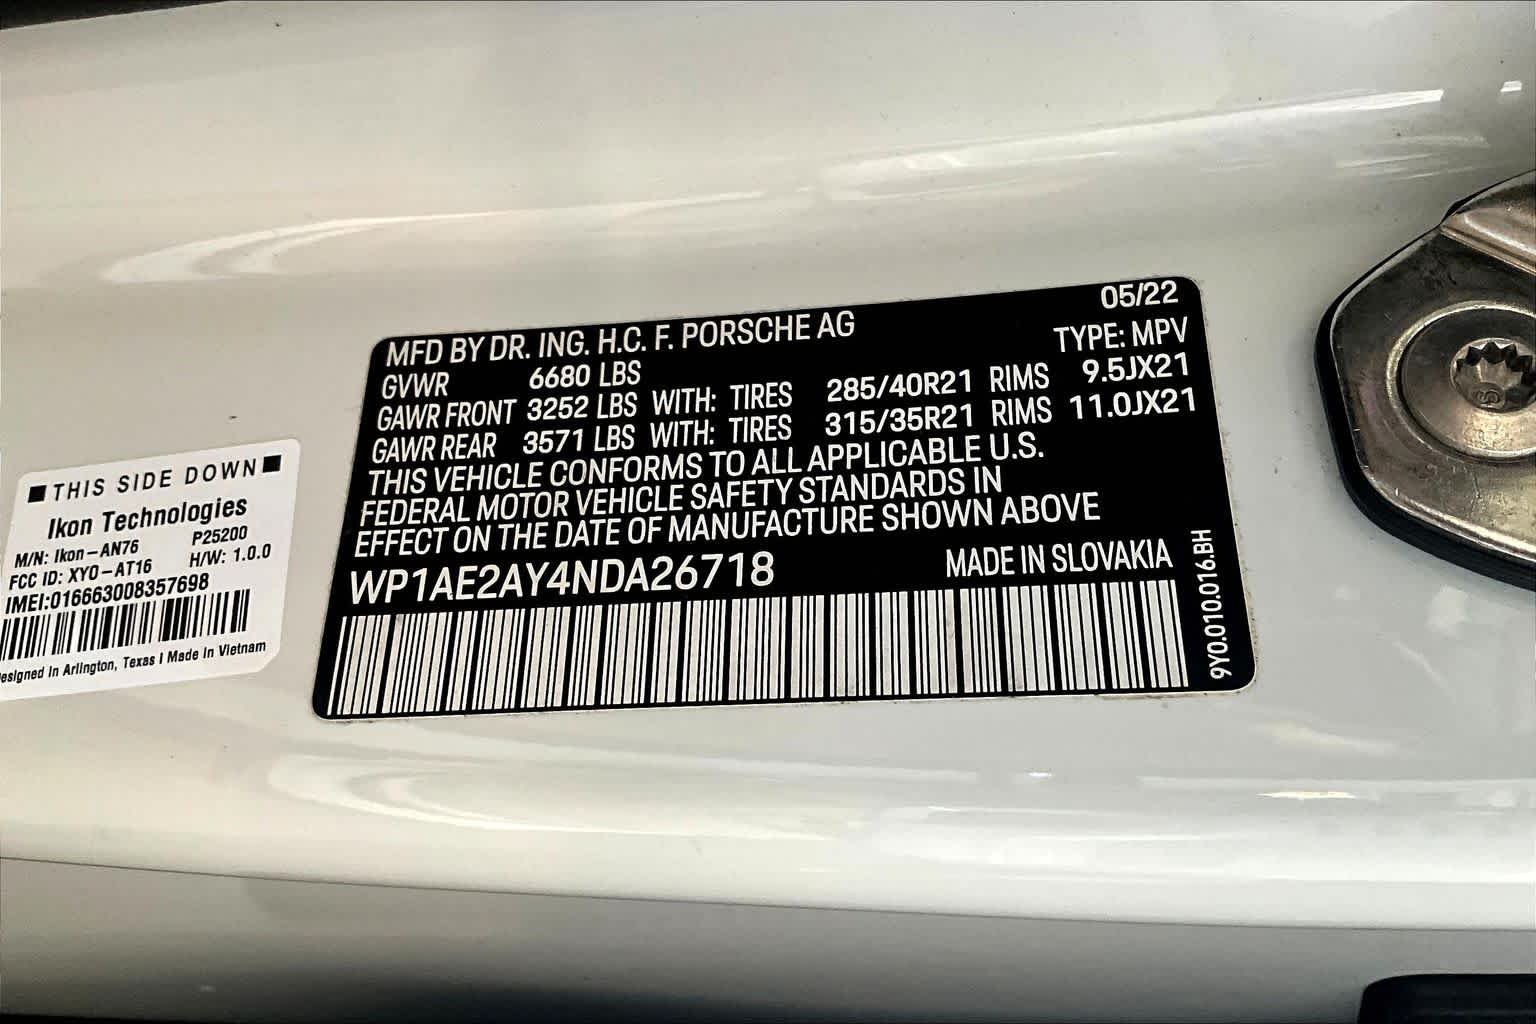 05/22
MFD BY DR. ING. H.C. F. PORSCHE AG TYPE: MPV
GVWR 6680 LBS
GAWR FRONT 3252 LBS WITH: TIRES 285/40R21 RIMS 9.5JX21
GAWR REAR 3571 LBS WITH: TIRES 315/35R21 RIMS 11.0JX21
THIS VEHICLE CONFORMS TO ALL APPLICABLE U.S.
FEDERAL MOTOR VEHICLE SAFETY STANDARDS IN
EFFECT ON THE DATE OF MANUFACTURE SHOWN ABOVE
WP1AE2AY4NDA26718 MADE IN SLOVAKIA
9Y0.010.016.BH
THIS SIDE DOWN
Ikon Technologies
M/N: Ikon-AN76 P25200
FCC ID: XYO-AT16 H/W: 1.0.0
IMEI:016663008357698
esigned in Arlington, Texas | Made in Vietnam